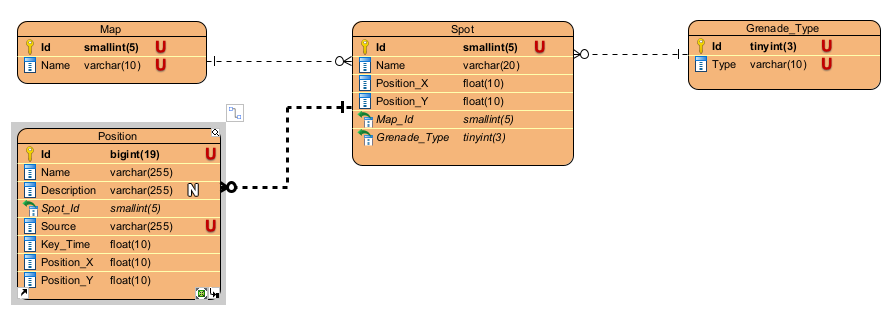 Map
Id smallint(5) U
Name varchar(10) U
Spot
Id smallint(5) U
Name varchar(20)
Position_X float(10)
Position_Y float(10)
Map_Id smallint(5)
Grenade_Type tinyint(3)
Grenade_Type
Id tinyint(3) U
Type varchar(10) U
Position
Id bigint(19) U
Name varchar(255)
Description varchar(255) N
Spot_Id smallint(5)
Source varchar(255) U
Key_Time float(10)
Position_X float(10)
Position_Y float(10)